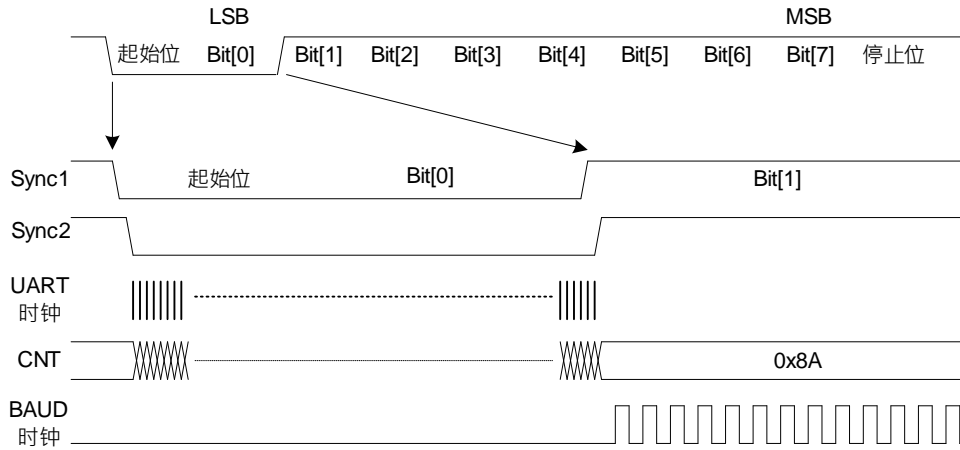 LSB MSB
起始位 Bit[0] Bit[1] Bit[2] Bit[3] Bit[4] Bit[5] Bit[6] Bit[7] 停止位
Sync1 起始位 Bit[0] Bit[1]
Sync2
UART
时钟
CNT 0x8A
BAUD
时钟